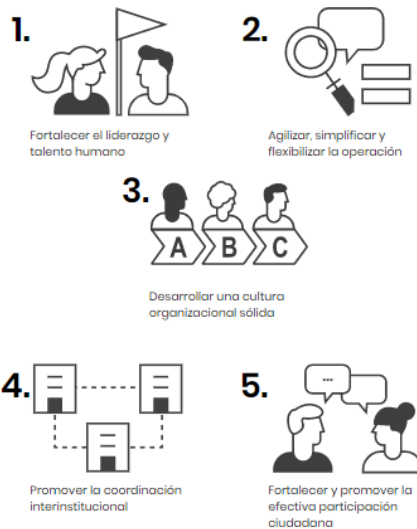 1.
Fortalecer el liderazgo y
talento humano
2.
Agilizar, simplificar y
flexibilizar la operación
3.
A B C
Desarrollar una cultura
organizacional sólida
4.
Promover la coordinación
interinstitucional
5.
...
Fortalecer y promover la
efectiva participación
ciudadana